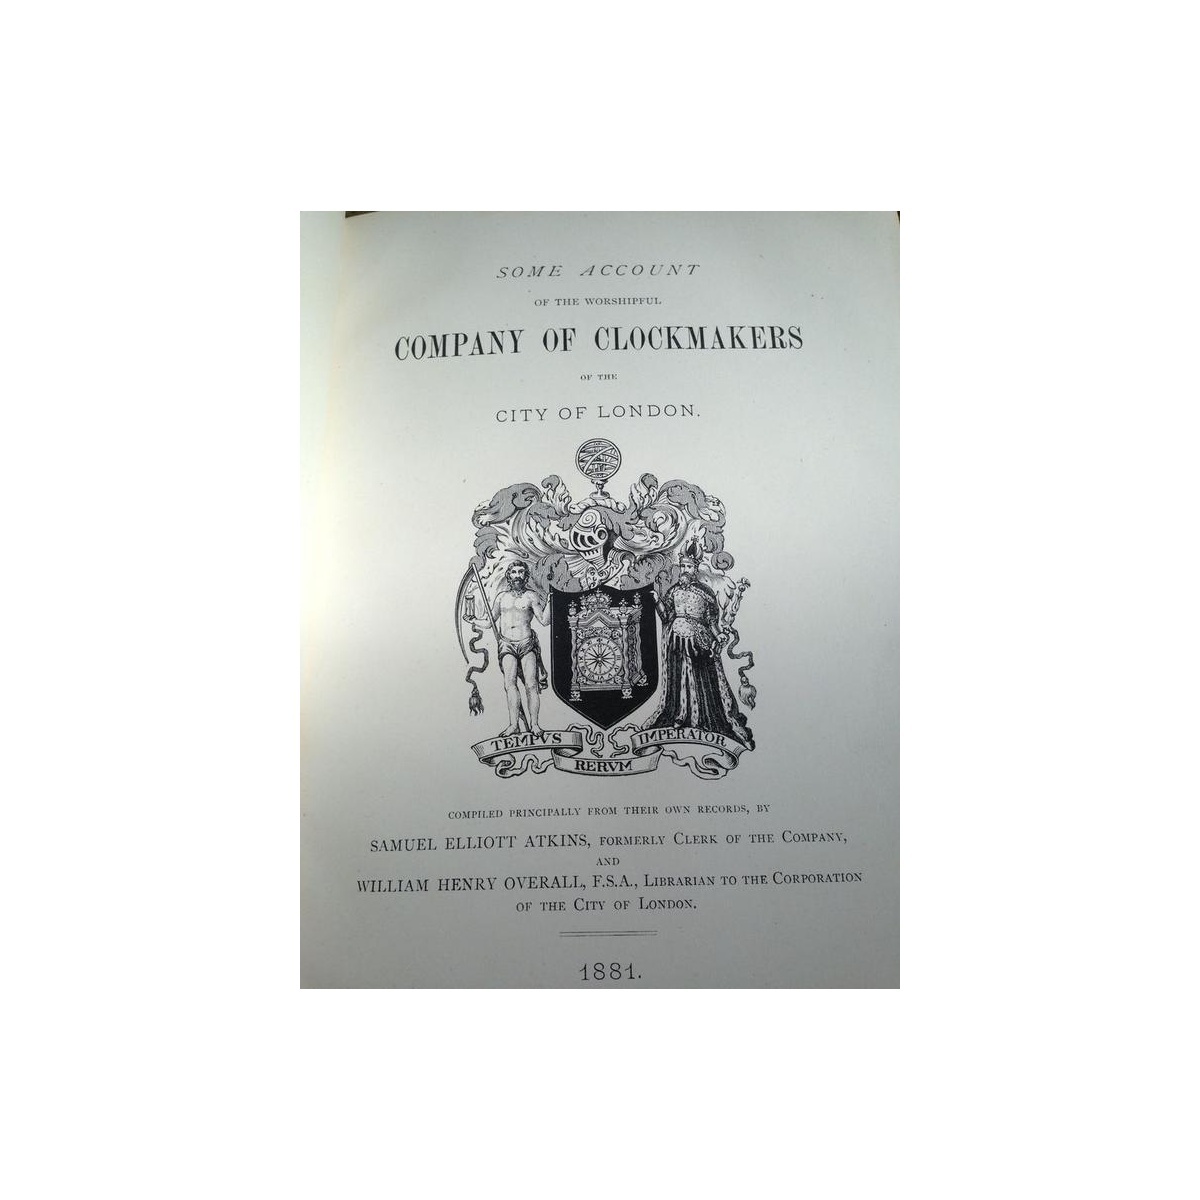 SOME ACCOUNT
OF THE WORSHIPFUL
COMPANY OF CLOCKMAKERS
OF THE
CITY OF LONDON.
TEMPVS
RERVM
IMPERATOR
COMPILED PRINCIPALLY FROM THEIR OWN RECORDS, BY
SAMUEL ELLIOTT ATKINS, FORMERLY CLERK OF THE COMPANY,
AND
WILLIAM HENRY OVERALL, F.S.A., LIBRARIAN TO THE CORPORATION
OF THE CITY OF LONDON.
1881.